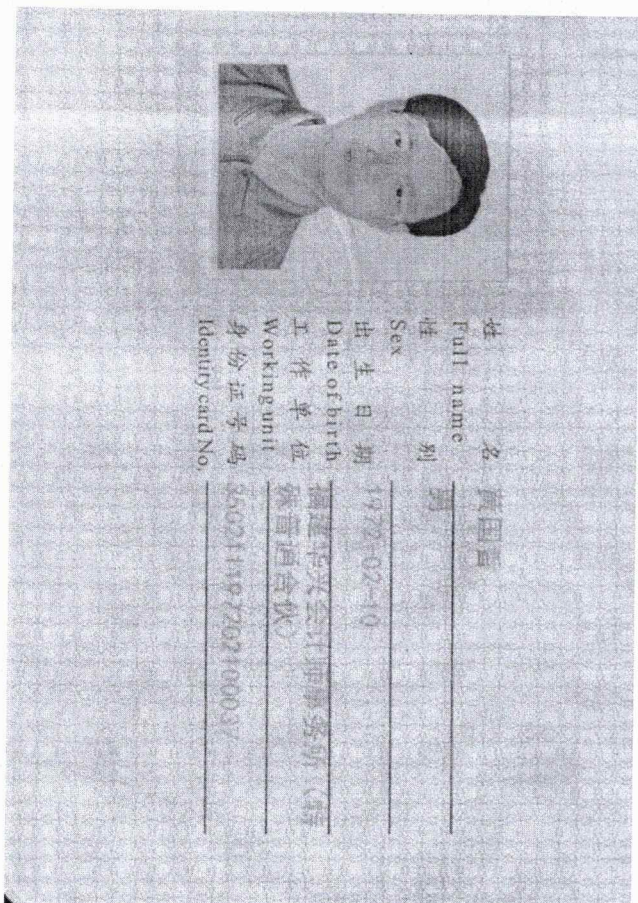 姓 名
Full name
性 别 男
Sex
出 生 日 期 1972-02-10
Date of birth
工 作 单 位 福建华兴会计师事务所（特
Working unit 殊普通合伙）
身 份 证 号 码
Identity card No.